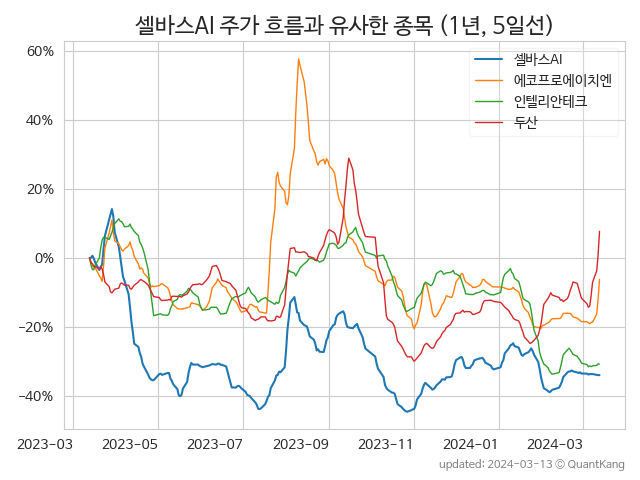 셀바스AI 주가 흐름과 유사한 종목 (1년, 5일선)
셀바스AI
에코프로에이치엔
인텔리안테크
두산
60%
40%
20%
0%
−20%
−40%
2023-03 2023-05 2023-07 2023-09 2023-11 2024-01 2024-03
updated: 2024-03-13 © QuantKang